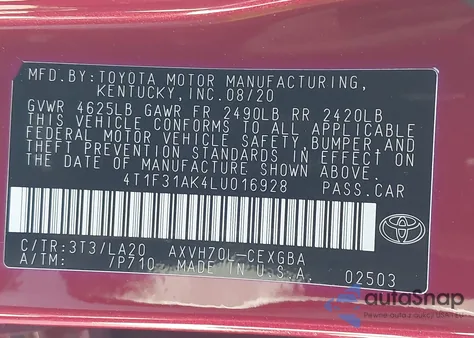 MFD.BY:TOYOTA MOTOR MANUFACTURING,
KENTUCKY,INC.08/20
GVWR 4625LB GAWR FR 2490LB RR 2420LB
THIS VEHICLE CONFORMS TO ALL APPLICABLE
FEDERAL MOTOR VEHICLE SAFETY,BUMPER,AND
THEFT PREVENTION STANDARDS IN EFFECT ON
THE DATE OF MANUFACTURE SHOWN ABOVE.
4T1F31AK4LU016928 PASS.CAR
C/TR:3T3/LA20 AXVH70L-CEXGBA
A/TM: 7P710 MADE IN U.S.A. 02503
TOYOTA
autoSnap